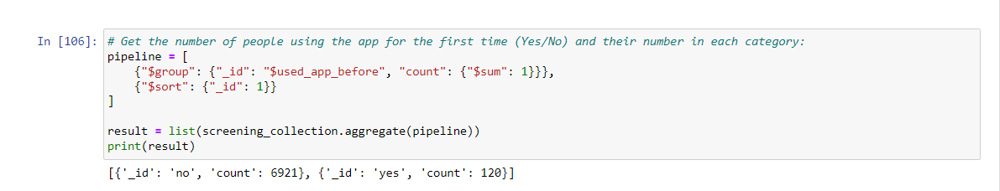 In [106]: # Get the number of people using the app for the first time (Yes/No) and their number in each category:
pipeline = [
    {"$group": {"_id": "$used_app_before", "count": {"$sum": 1}}},
    {"$sort": {"_id": 1}}
]

result = list(screening_collection.aggregate(pipeline))
print(result)
[{'_id': 'no', 'count': 6921}, {'_id': 'yes', 'count': 120}]